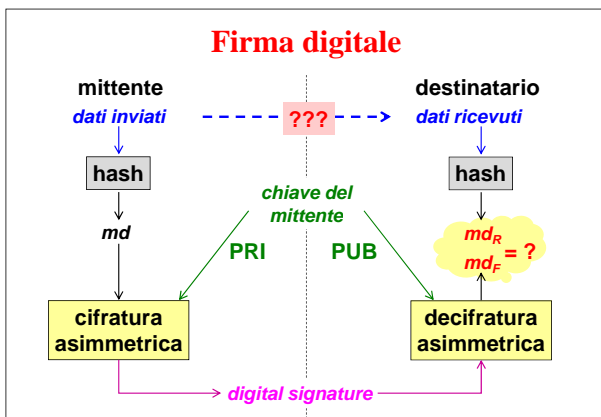 Firma digitale
mittente
destinatario
dati inviati
???
dati ricevuti
hash
hash
chiave del
mittente
md
PRI
PUB
md_R
md_F = ?
cifratura
asimmetrica
decifratura
asimmetrica
digital signature